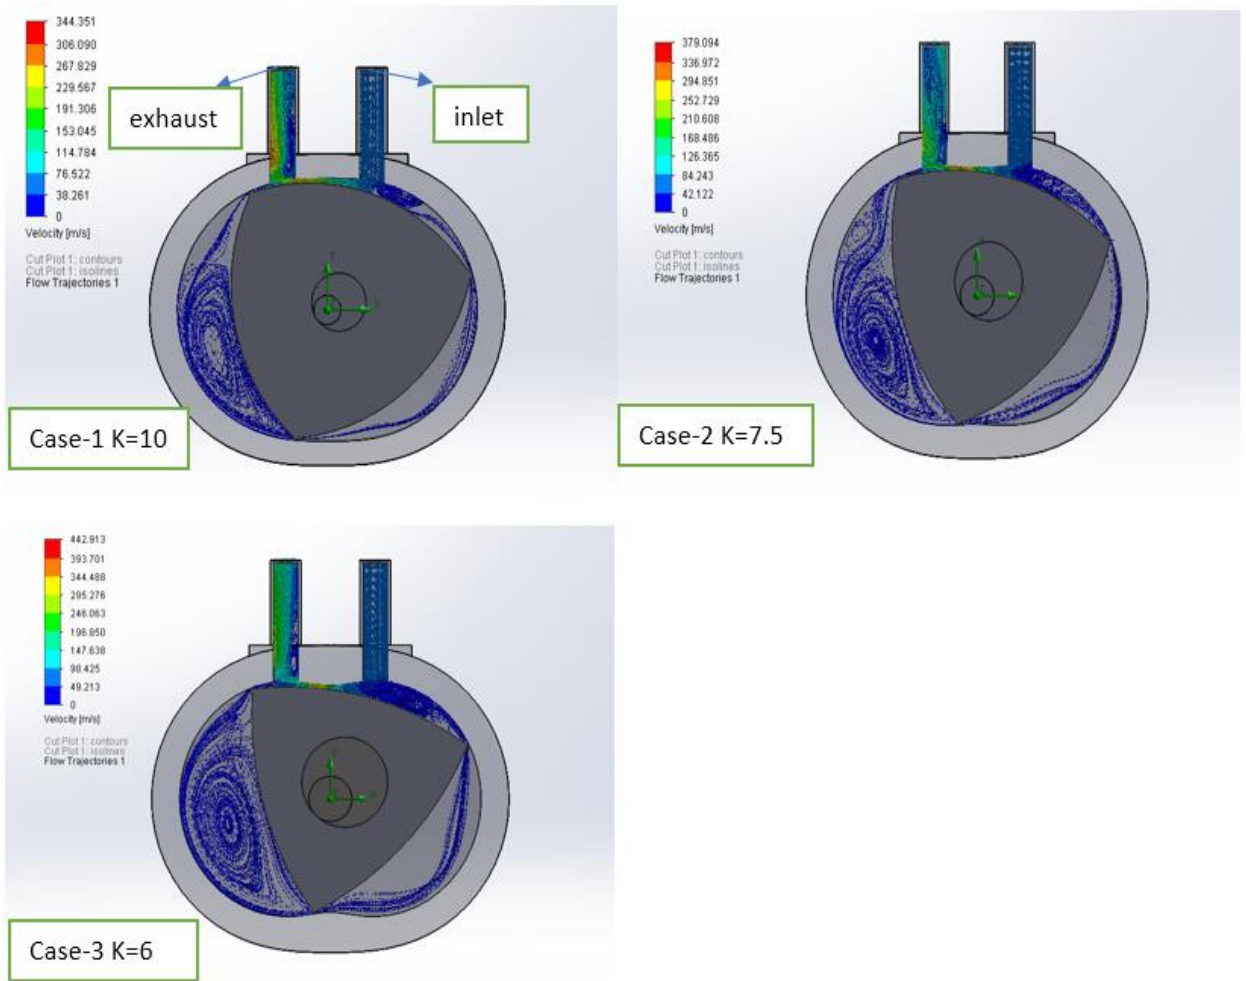 344.351
306.090
267.829
229.567
191.306
153.045
114.784
76.522
38.261
0
Velocity [m/s]
Cut Plot 1: contours
Cut Plot 1: isolines
Flow Trajectories 1
exhaust
inlet
Case-1 K=10
379.094
336.972
294.851
252.729
210.608
168.486
126.365
84.243
42.122
0
Velocity [m/s]
Cut Plot 1: contours
Cut Plot 1: isolines
Flow Trajectories 1
Case-2 K=7.5
442.913
393.701
344.488
295.276
246.063
196.850
147.638
98.425
49.213
0
Velocity [m/s]
Cut Plot 1: contours
Cut Plot 1: isolines
Flow Trajectories 1
Case-3 K=6